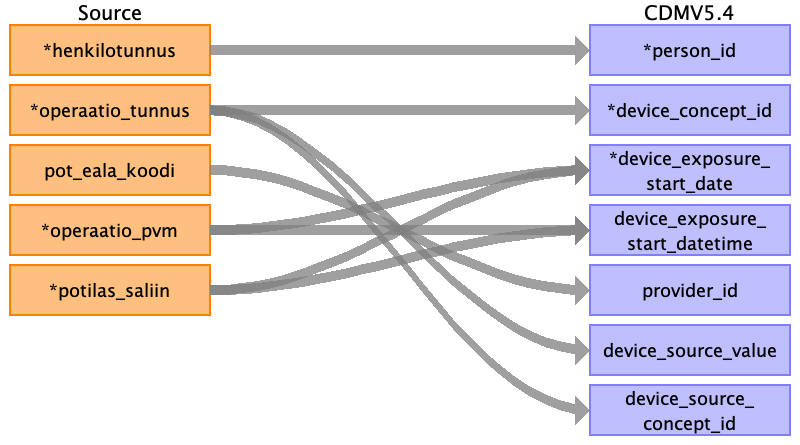 Source
CDMV5.4
*henkilotunnus
*person_id
*operaatio_tunnus
*device_concept_id
pot_eala_koodi
*device_exposure_
start_date
*operaatio_pvm
device_exposure_
start_datetime
*potilas_saliin
provider_id
device_source_value
device_source_
concept_id